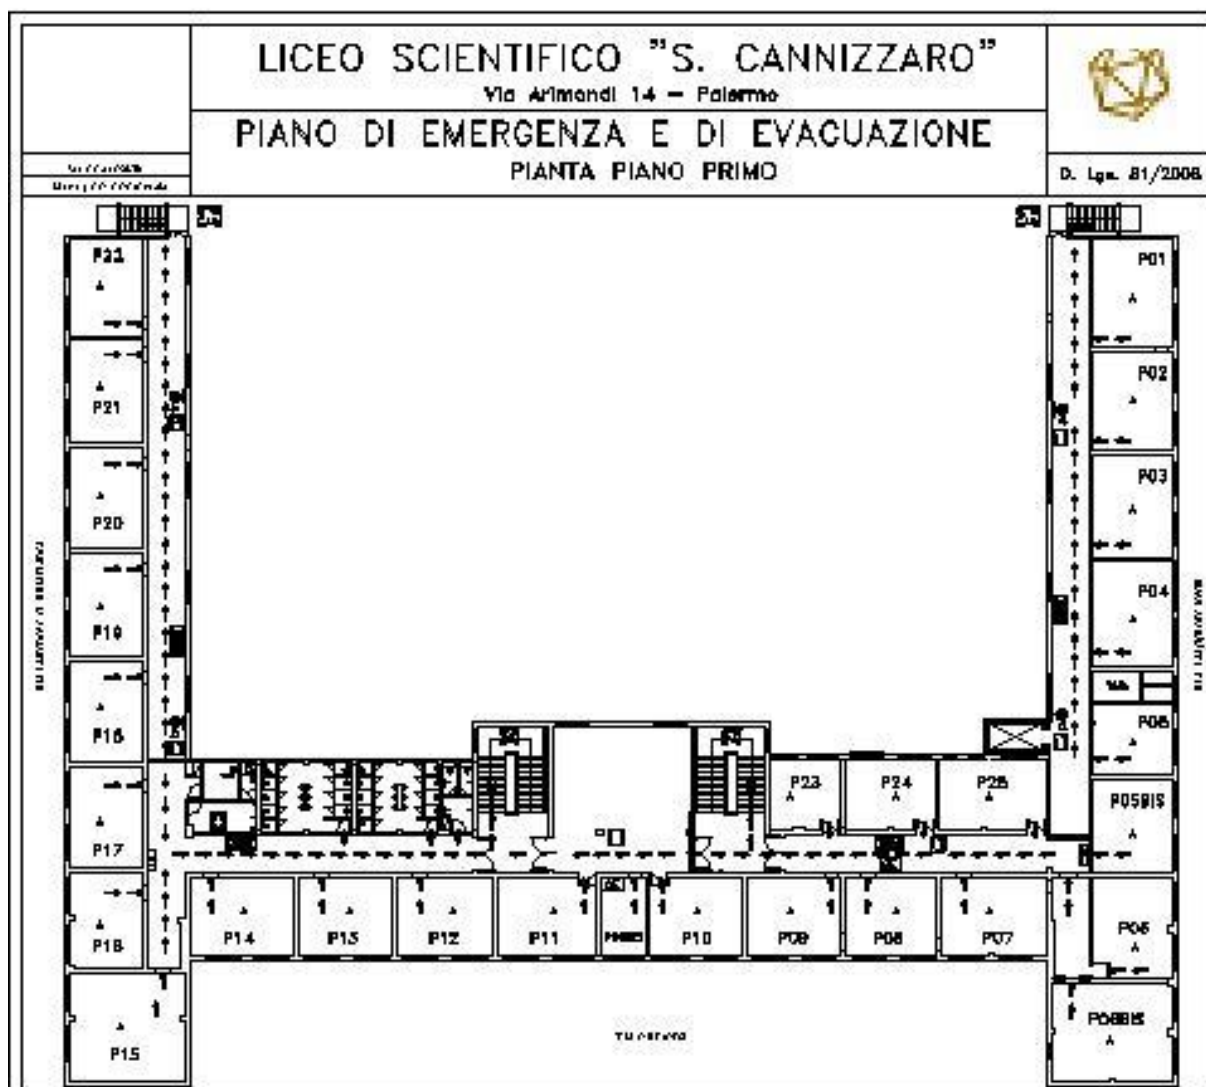 LICEO SCIENTIFICO "S. CANNIZZARO"
Via Arimondi 14 – Palermo
PIANO DI EMERGENZA E DI EVACUAZIONE
PIANTA PIANO PRIMO
D. Lgs. 81/2008
P22
P01
P02
P21
P03
P20
P04
P19
P18
P05
P23
P24
P25
P05BIS
P17
P16
P14
P13
P12
P11
P10
P09
P08
P07
P06
P06BIS
P15